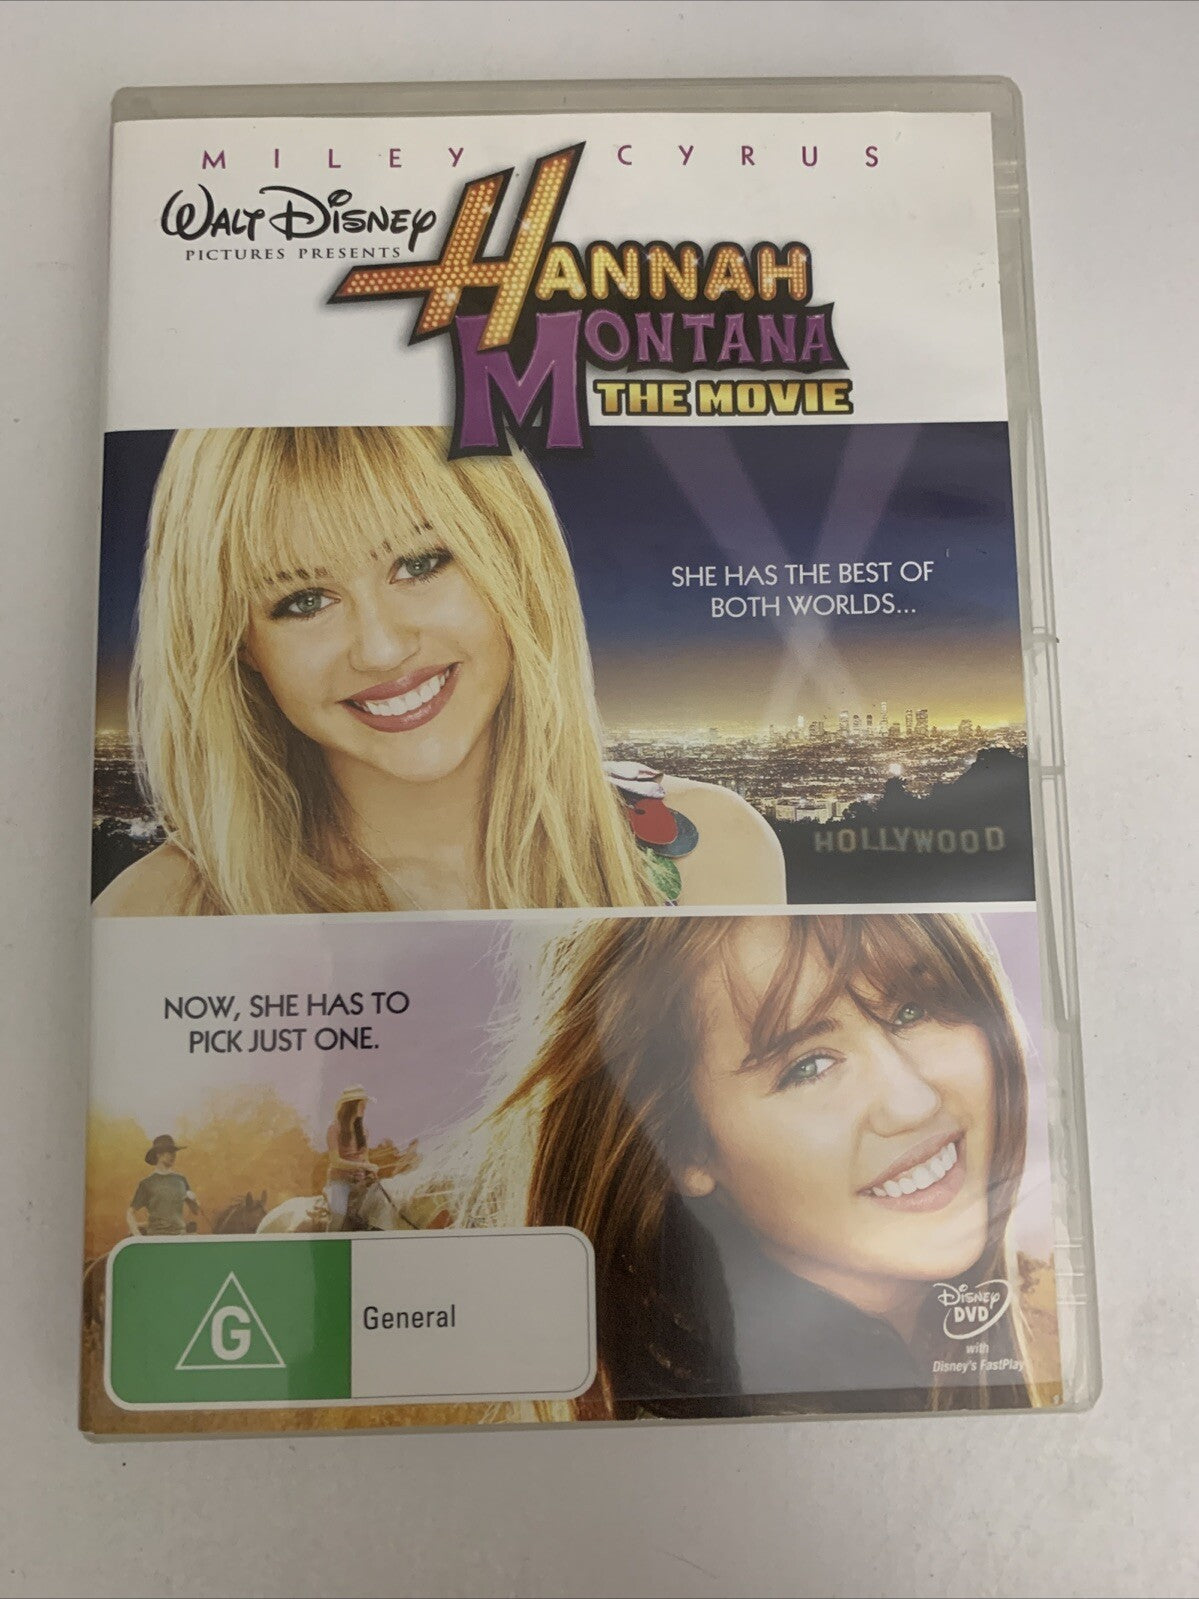 MILEY CYRUS
WALT DISNEY
PICTURES PRESENTS
HANNAH
MONTANA
THE MOVIE
SHE HAS THE BEST OF
BOTH WORLDS...
HOLLYWOOD
NOW, SHE HAS TO
PICK JUST ONE.
G
General
DISNEY
DVD
with
Disney's FastPlay